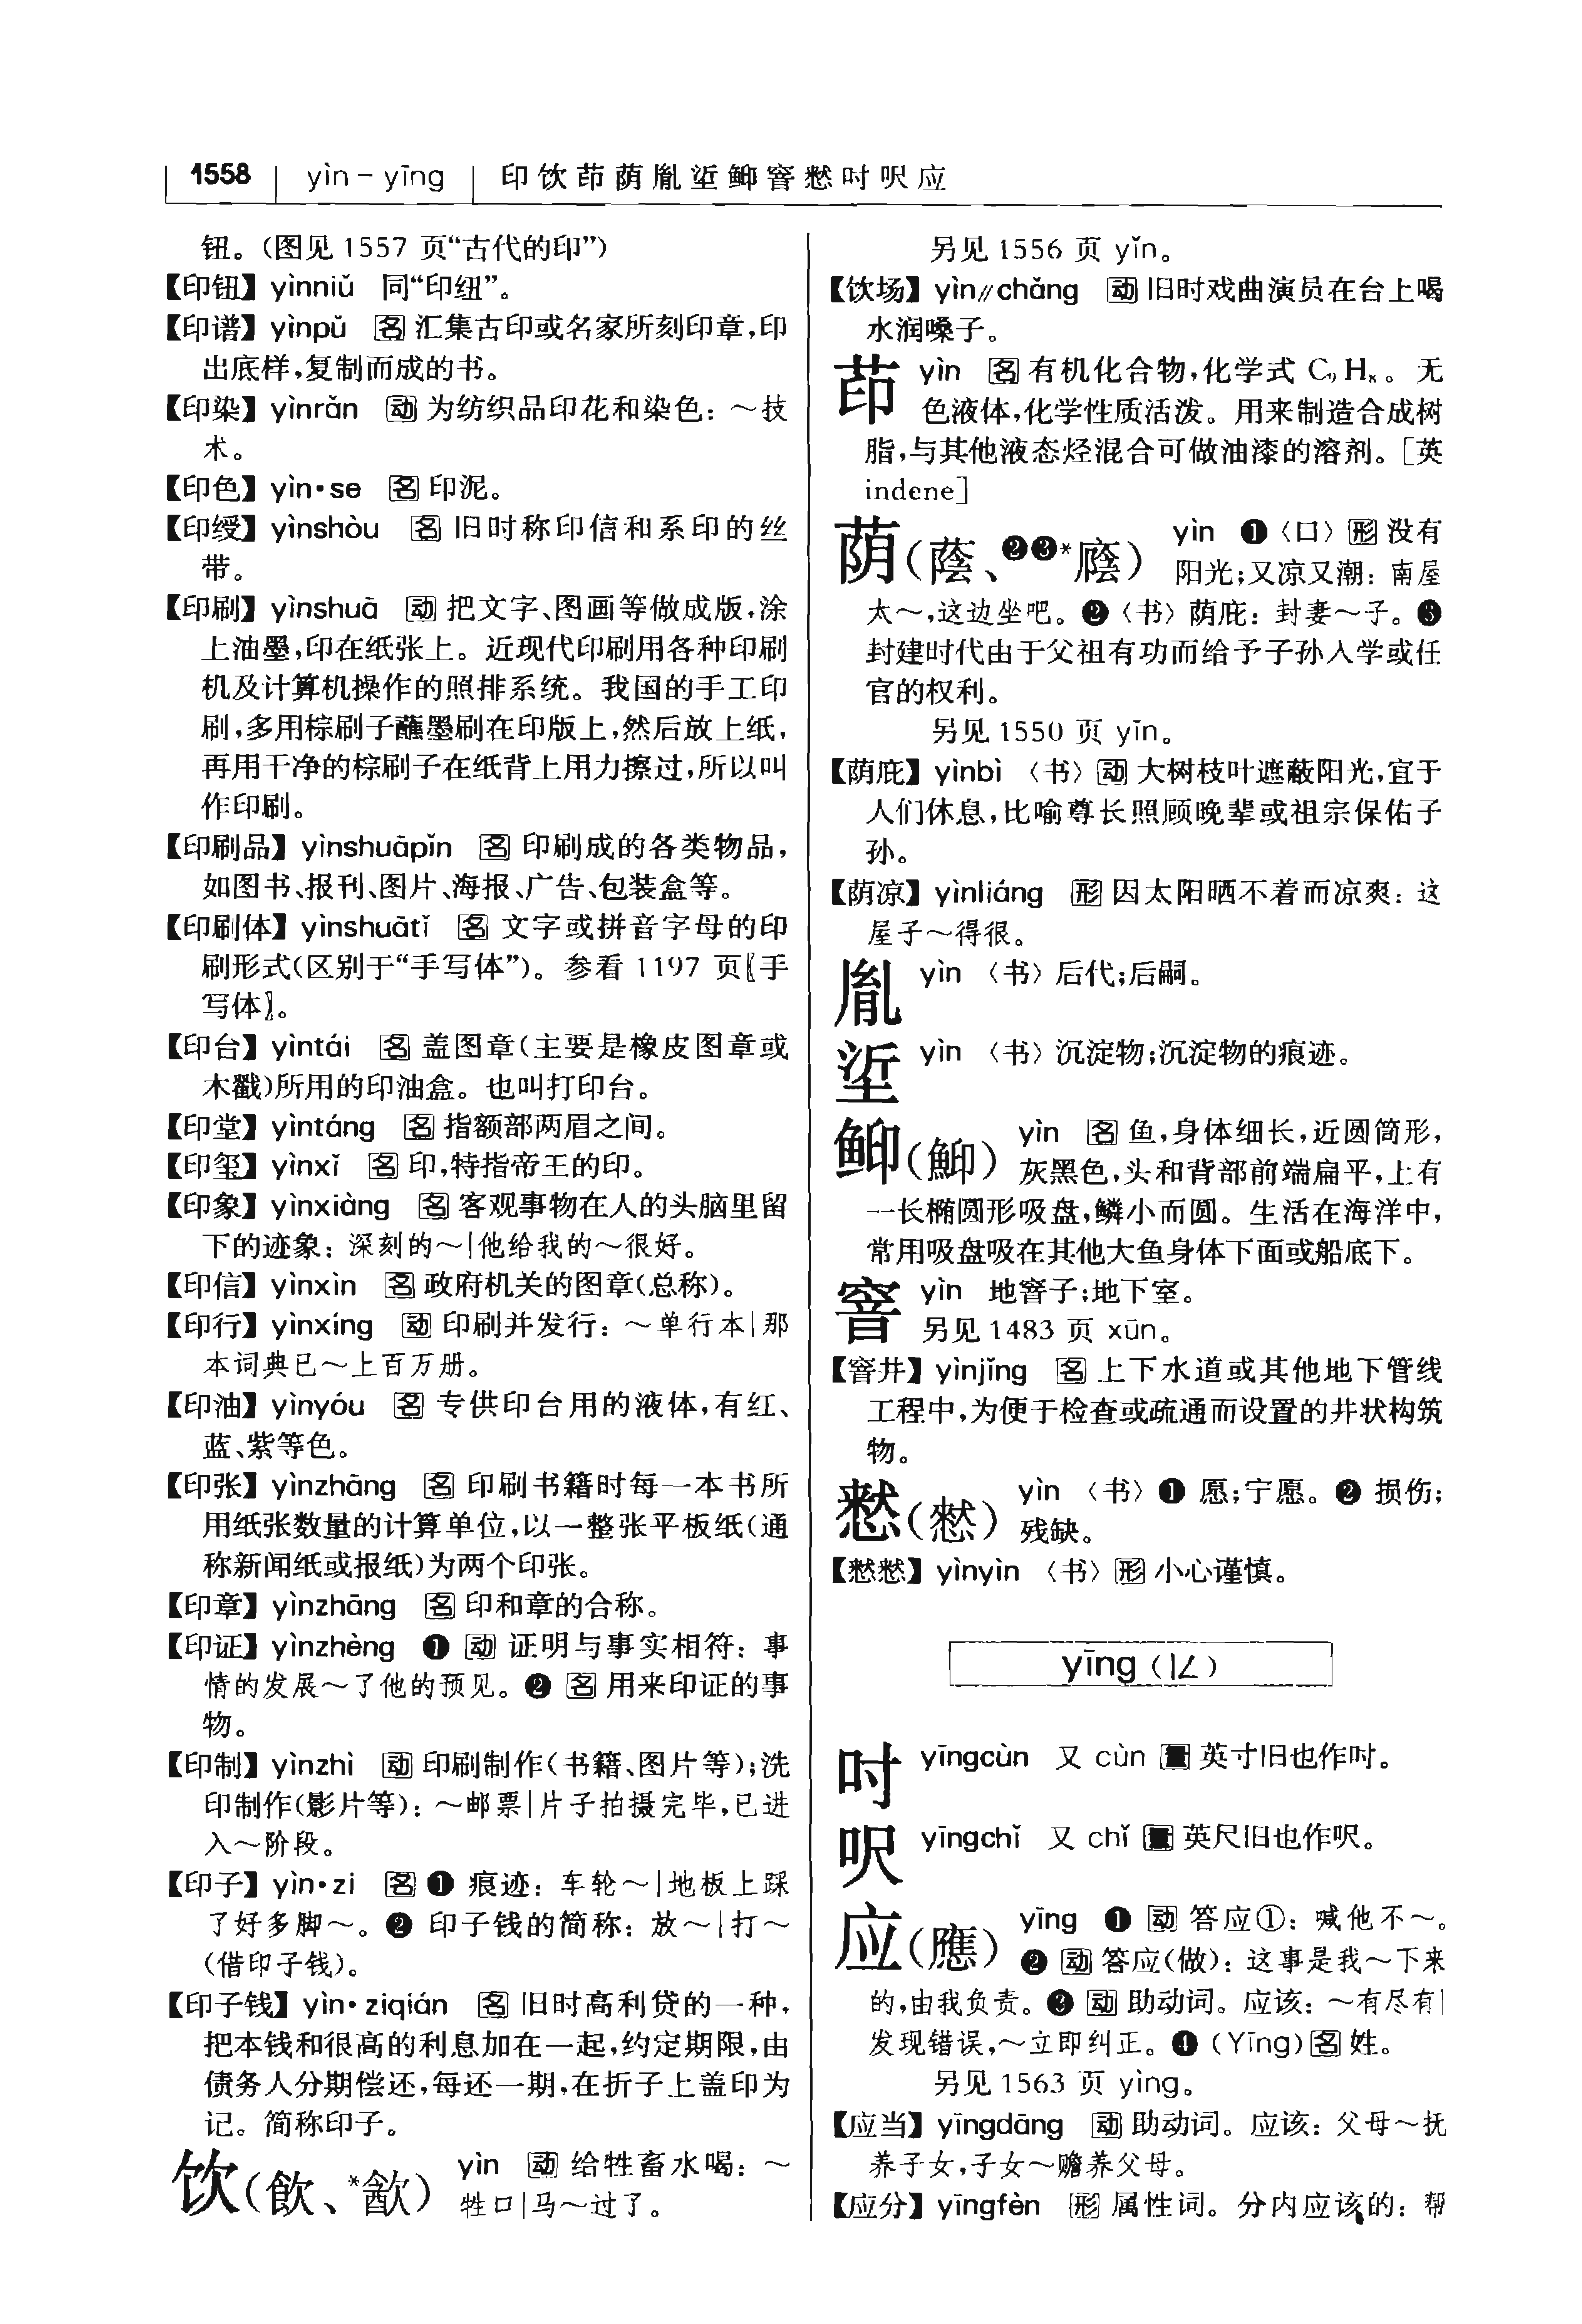 1558 yìn－yīng 印饮茚荫胤垽䲟窨慭吋呎应
钮。（图见1557页“古代的印”）
【印钮】yìnniǔ 同“印纽”。
【印谱】yìnpǔ 名 汇集古印或名家所刻印章，印
出底样，复制而成的书。
【印染】yìnrǎn 动 为纺织品印花和染色：～技
术。
【印色】yìn·se 名 印泥。
【印绶】yìnshòu 名 旧时称印信和系印的丝
带。
【印刷】yìnshuā 动 把文字、图画等做成版，涂
上油墨，印在纸张上。近现代印刷用各种印刷
机及计算机操作的照排系统。我国的手工印
刷，多用棕刷子蘸墨刷在印版上，然后放上纸，
再用干净的棕刷子在纸背上用力擦过，所以叫
作印刷。
【印刷品】yìnshuāpǐn 名 印刷成的各类物品，
如图书、报刊、图片、海报、广告、包装盒等。
【印刷体】yìnshuātǐ 名 文字或拼音字母的印
刷形式（区别于“手写体”）。参看1197页〖手
写体〗。
【印台】yìntái 名 盖图章（主要是橡皮图章或
木戳）所用的印油盒。也叫打印台。
【印堂】yìntáng 名 指额部两眉之间。
【印玺】yìnxǐ 名 印，特指帝王的印。
【印象】yìnxiàng 名 客观事物在人的头脑里留
下的迹象：深刻的～｜他给我的～很好。
【印信】yìnxìn 名 政府机关的图章（总称）。
【印行】yìnxíng 动 印刷并发行：～单行本｜那
本词典已～上百万册。
【印油】yìnyóu 名 专供印台用的液体，有红、
蓝、紫等色。
【印张】yìnzhāng 名 印刷书籍时每一本书所
用纸张数量的计算单位，以一整张平板纸（通
称新闻纸或报纸）为两个印张。
【印章】yìnzhāng 名 印和章的合称。
【印证】yìnzhèng ❶ 动 证明与事实相符：事
情的发展～了他的预见。❷ 名 用来印证的事
物。
【印制】yìnzhì 动 印刷制作（书籍、图片等）；洗
印制作（影片等）：～邮票｜片子拍摄完毕，已进
入～阶段。
【印子】yìn·zi 名 ❶ 痕迹：车轮～｜地板上踩
了好多脚～。❷ 印子钱的简称：放～｜打～
（借印子钱）。
【印子钱】yìn·ziqián 名 旧时高利贷的一种，
把本钱和很高的利息加在一起，约定期限，由
债务人分期偿还，每还一期，在折子上盖印为
记。简称印子。
饮（飲、*㱃） yìn 动 给牲畜水喝：～
牲口｜马～过了。
另见1556页 yǐn。
【饮场】yìn∥chǎng 动 旧时戏曲演员在台上喝
水润嗓子。
茚 yìn 名 有机化合物，化学式 C₉H₈。无
色液体，化学性质活泼。用来制造合成树
脂，与其他液态烃混合可做油漆的溶剂。［英
indene］
荫（蔭、❷❸*廕） yìn ❶〈口〉形 没有
阳光；又凉又潮：南屋
太～，这边坐吧。❷〈书〉荫庇：封妻～子。❸
封建时代由于父祖有功而给予子孙入学或任
官的权利。
另见1550页 yīn。
【荫庇】yìnbì〈书〉动 大树枝叶遮蔽阳光，宜于
人们休息，比喻尊长照顾晚辈或祖宗保佑子
孙。
【荫凉】yìnliáng 形 因太阳晒不着而凉爽：这
屋子～得很。
胤 yìn〈书〉后代；后嗣。
垽 yìn〈书〉沉淀物；沉淀物的痕迹。
䲟（鮣） yìn 名 鱼，身体细长，近圆筒形，
灰黑色，头和背部前端扁平，上有
一长椭圆形吸盘，鳞小而圆。生活在海洋中，
常用吸盘吸在其他大鱼身体下面或船底下。
窨 yìn 地窨子；地下室。
另见1483页 xūn。
【窨井】yìnjǐng 名 上下水道或其他地下管线
工程中，为便于检查或疏通而设置的井状构筑
物。
慭（憖） yìn〈书〉❶ 愿；宁愿。❷ 损伤；
残缺。
【慭慭】yìnyìn〈书〉形 小心谨慎。
yīng（ㄧㄥ）
吋 yīngcùn 又 cùn 量 英寸旧也作吋。
呎 yīngchǐ 又 chǐ 量 英尺旧也作呎。
应（應） yīng ❶ 动 答应①：喊他不～。
❷ 动 答应（做）：这事是我～下来
的，由我负责。❸ 动 助动词。应该：～有尽有｜
发现错误，～立即纠正。❹（Yīng）名 姓。
另见1563页 yìng。
【应当】yīngdāng 动 助动词。应该：父母～抚
养子女，子女～赡养父母。
【应分】yīngfèn 形 属性词。分内应该的：帮